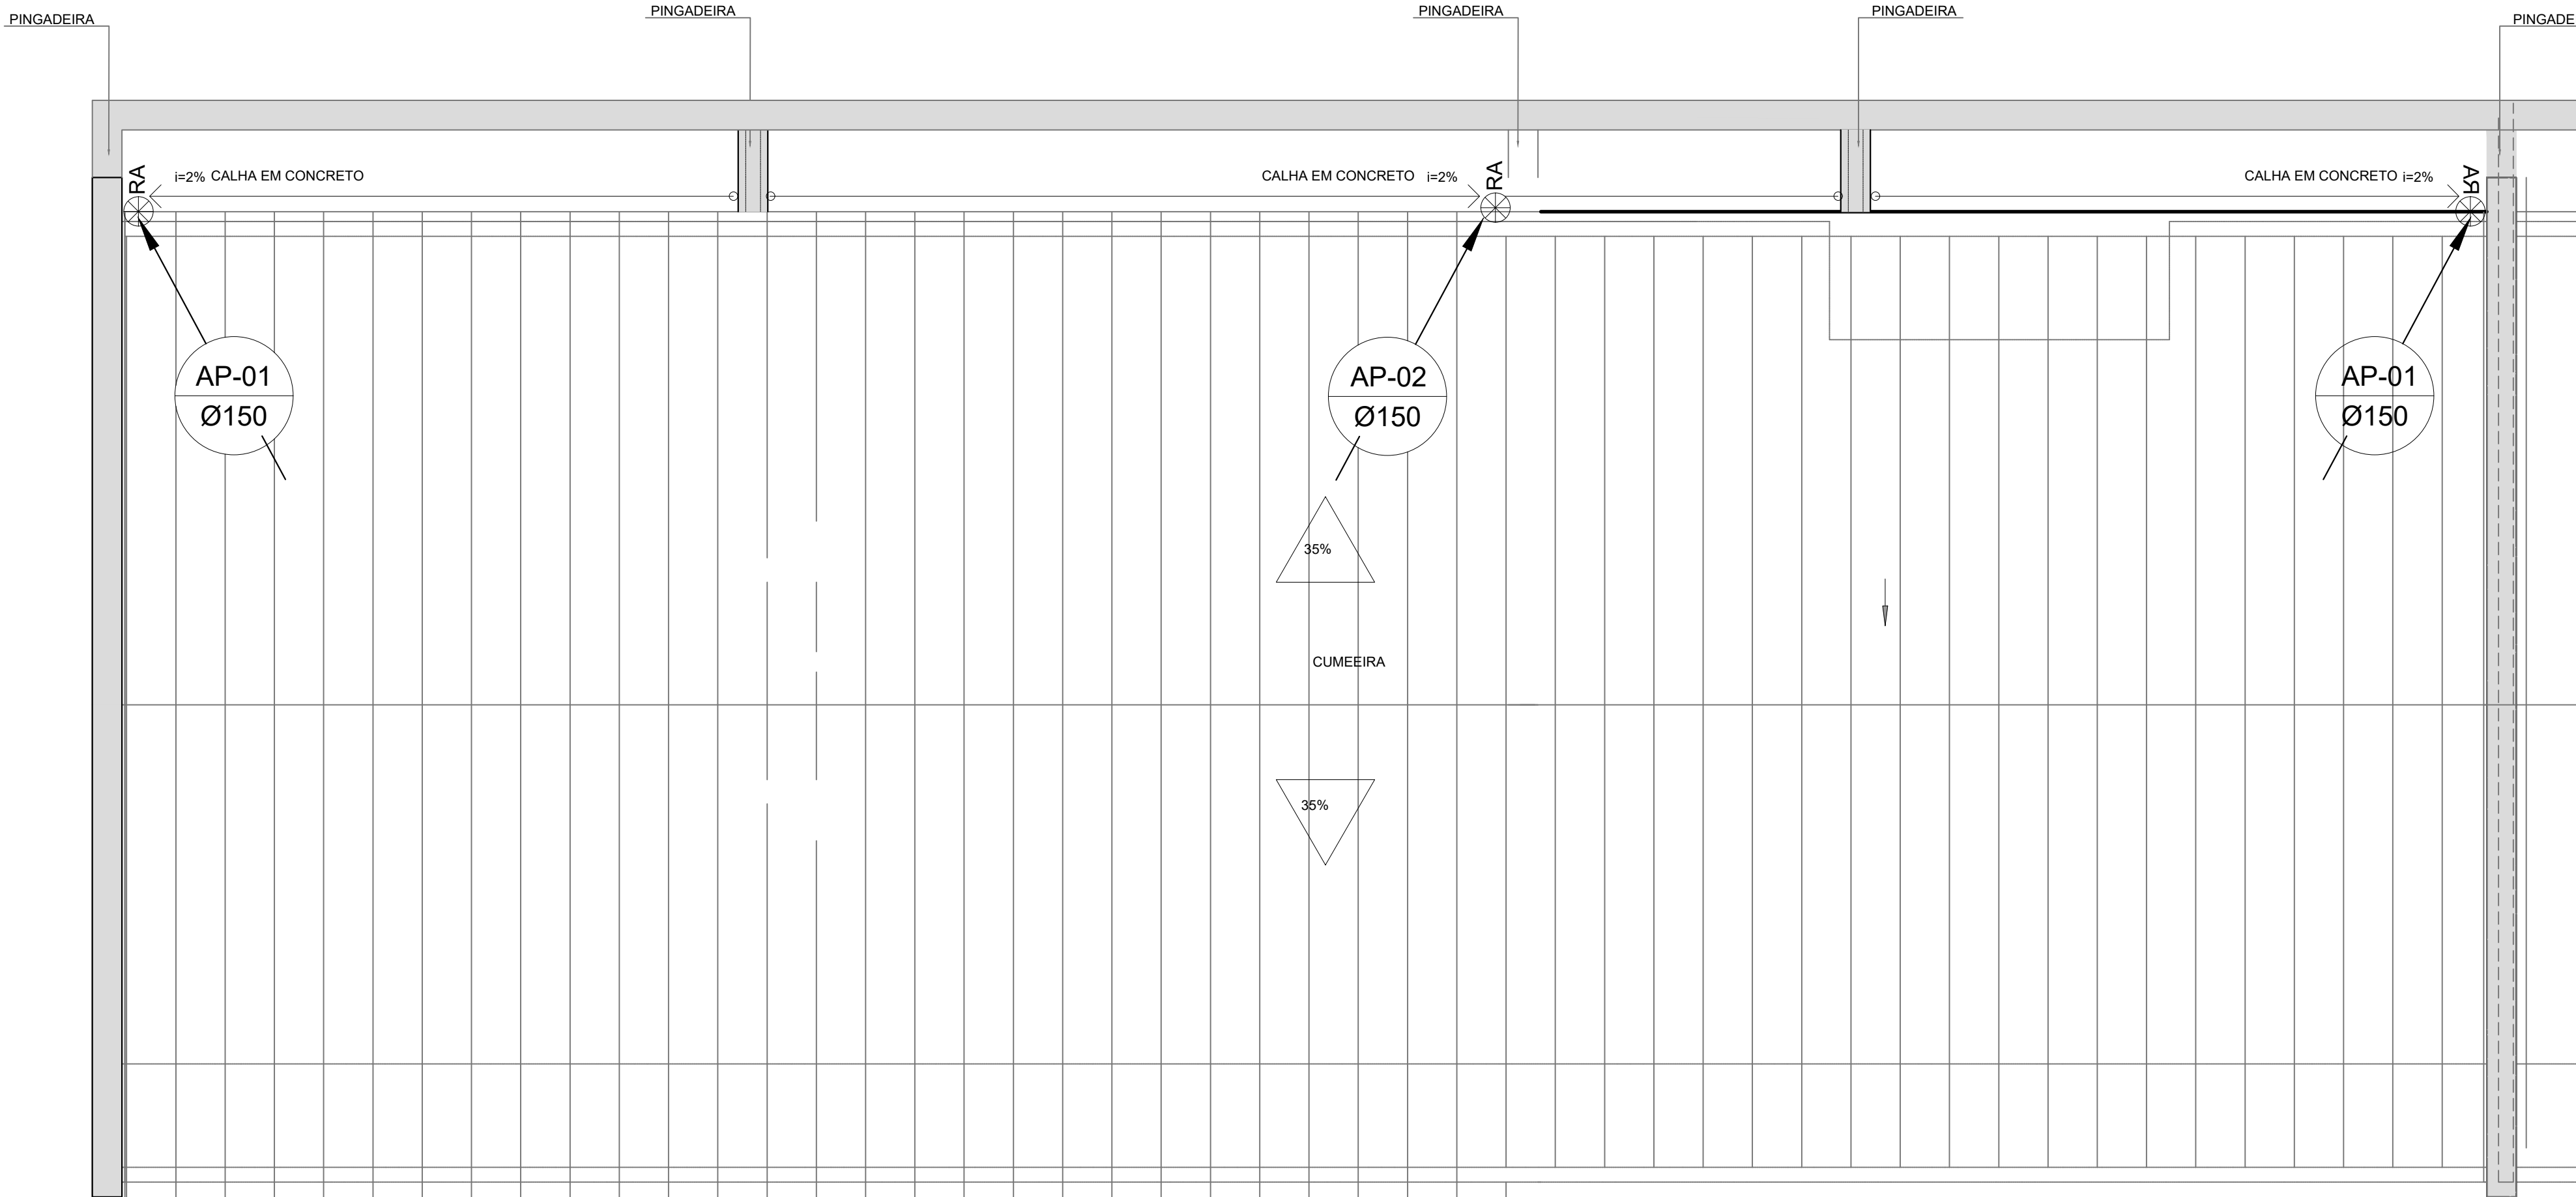 PINGADEIRA
PINGADEIRA
PINGADEIRA
PINGADEIRA
PINGADE
RA
i=2% CALHA EM CONCRETO
CALHA EM CONCRETO i=2%
RA
CALHA EM CONCRETO i=2%
RA
AP-01
Ø150
AP-02
Ø150
AP-01
Ø150
35%
CUMEEIRA
35%